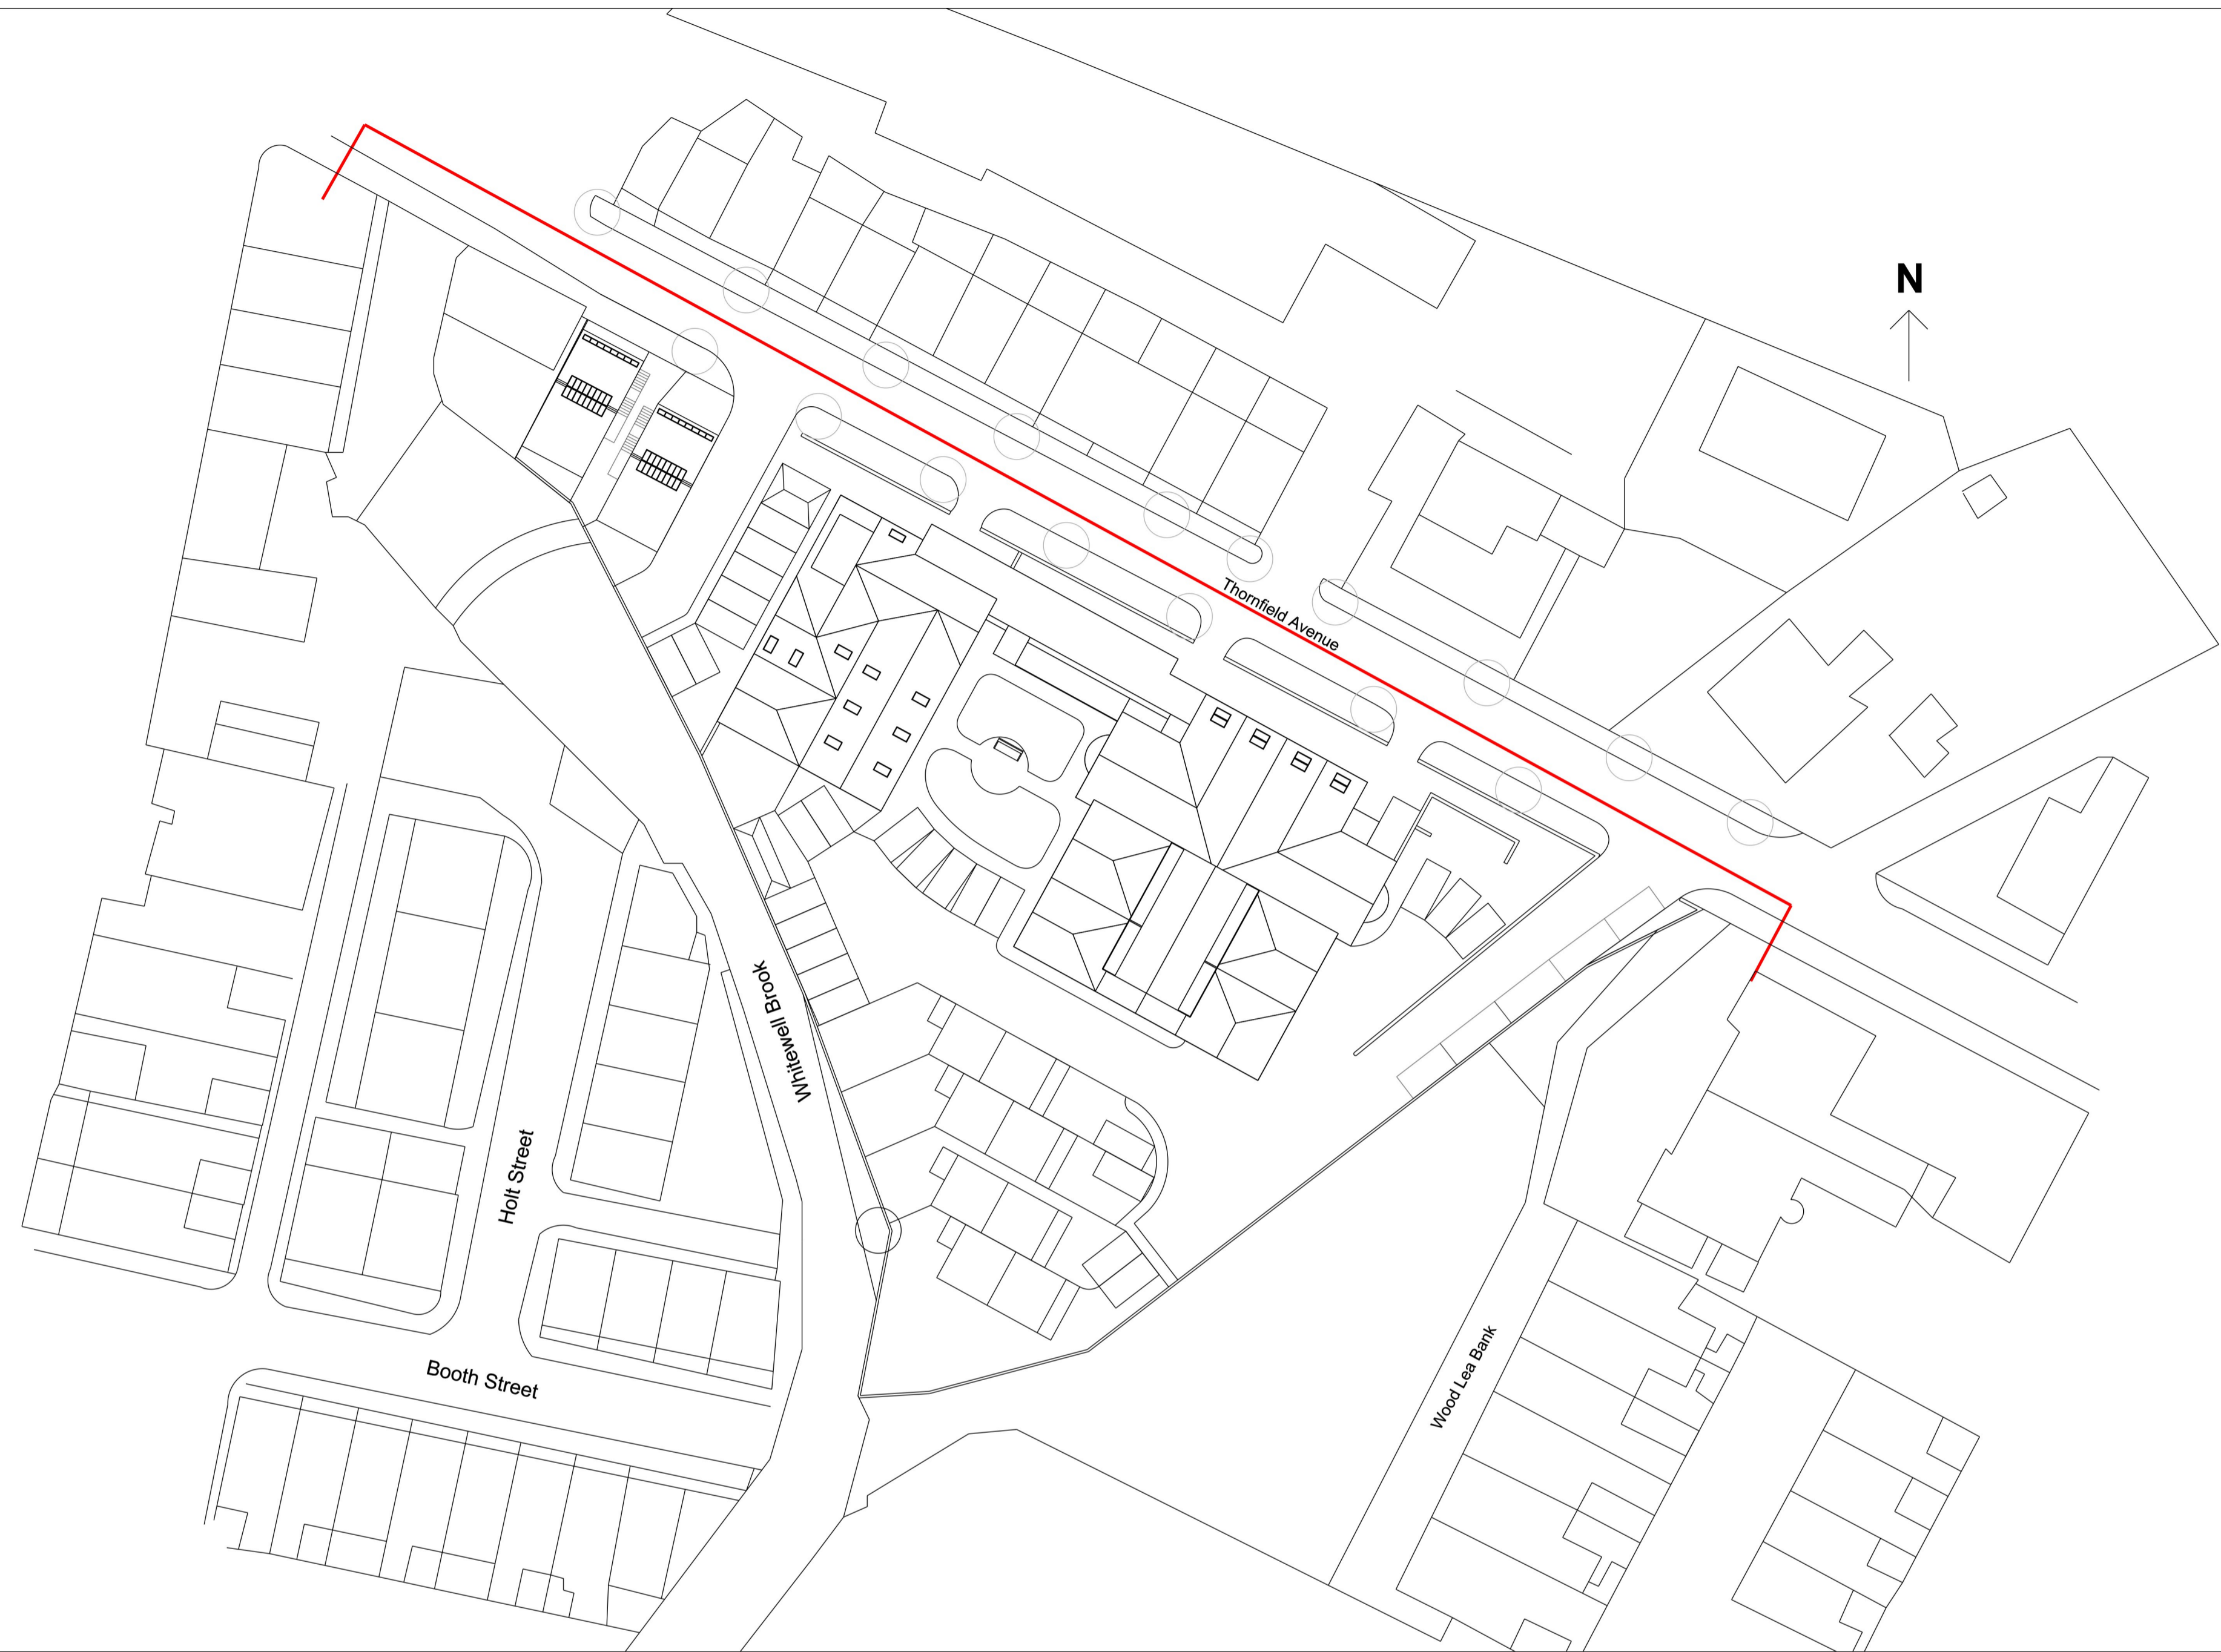 N
Thornfield Avenue
Whitewell Brook
Holt Street
Booth Street
Wood Lea Bank